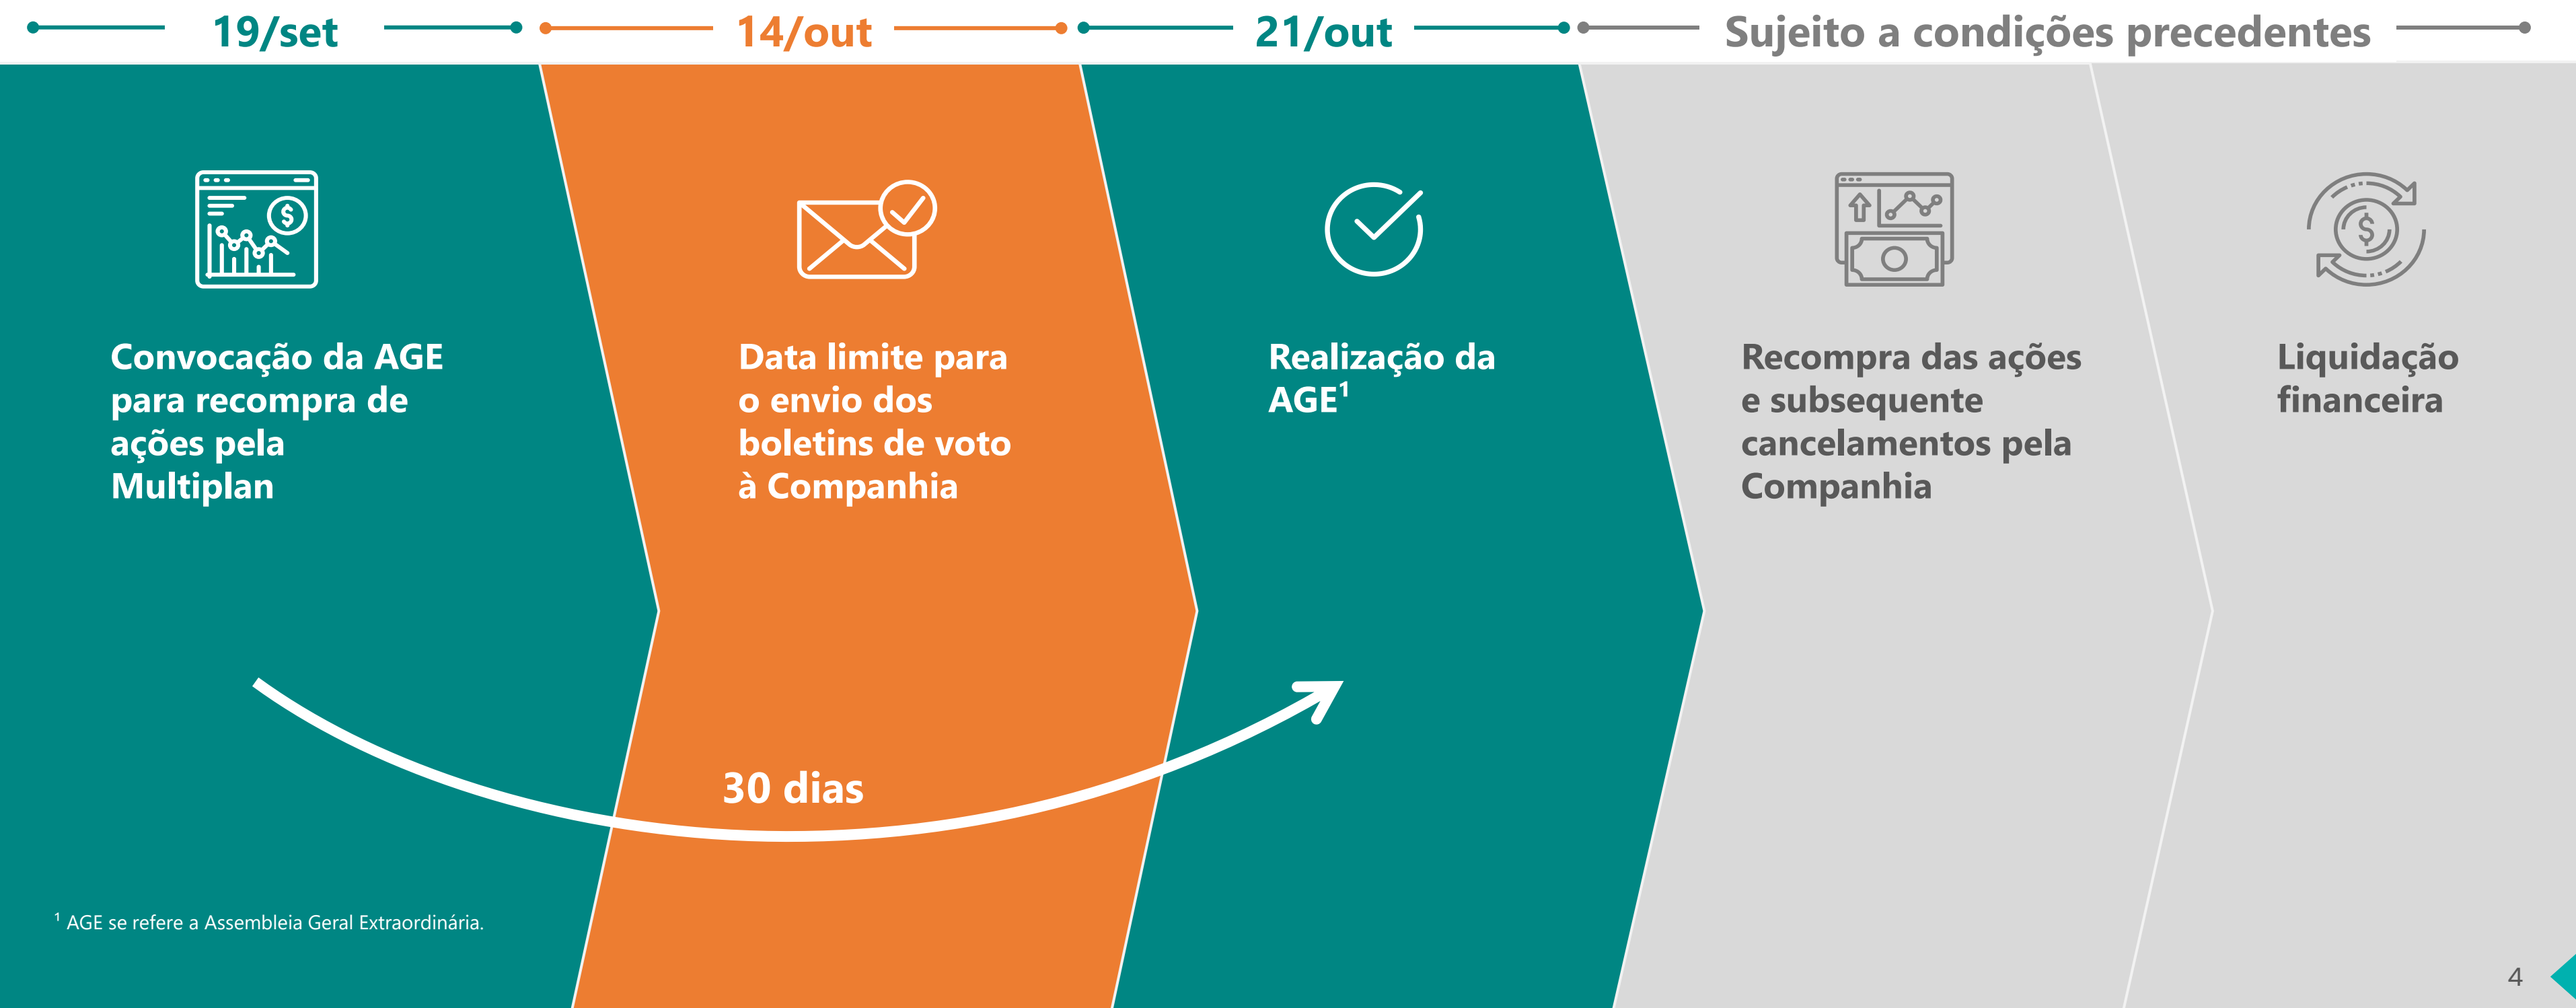 19/set
14/out
21/out
Sujeito a condições precedentes
Convocação da AGE
para recompra de
ações pela
Multiplan
Data limite para
o envio dos
boletins de voto
à Companhia
Realização da
AGE¹
Recompra das ações
e subsequente
cancelamentos pela
Companhia
Liquidação
financeira
30 dias
¹ AGE se refere a Assembleia Geral Extraordinária.
4